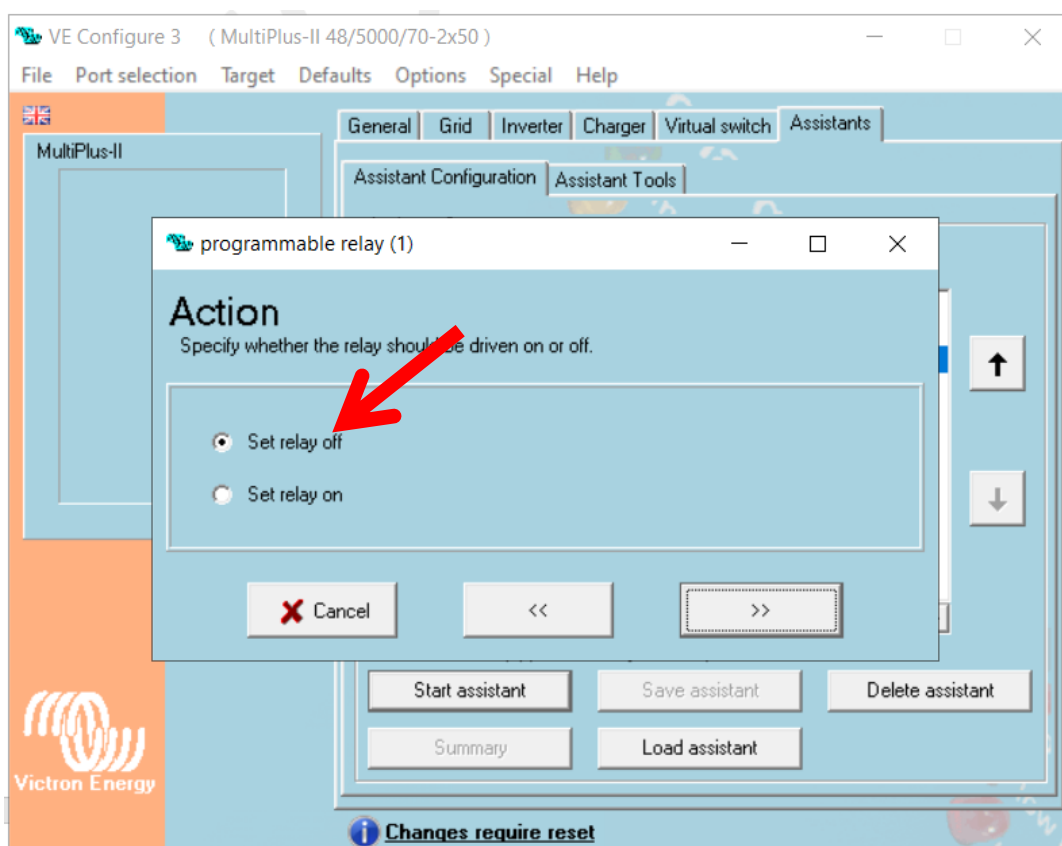 VE Configure 3 ( MultiPlus-II 48/5000/70-2x50 )
File Port selection Target Defaults Options Special Help
General Grid Inverter Charger Virtual switch Assistants
MultiPlus-II
Assistant Configuration Assistant Tools
programmable relay (1)
Action
Specify whether the relay should be driven on or off.
Set relay off
Set relay on
Cancel << >>
Start assistant Save assistant Delete assistant
Summary Load assistant
Victron Energy
Changes require reset